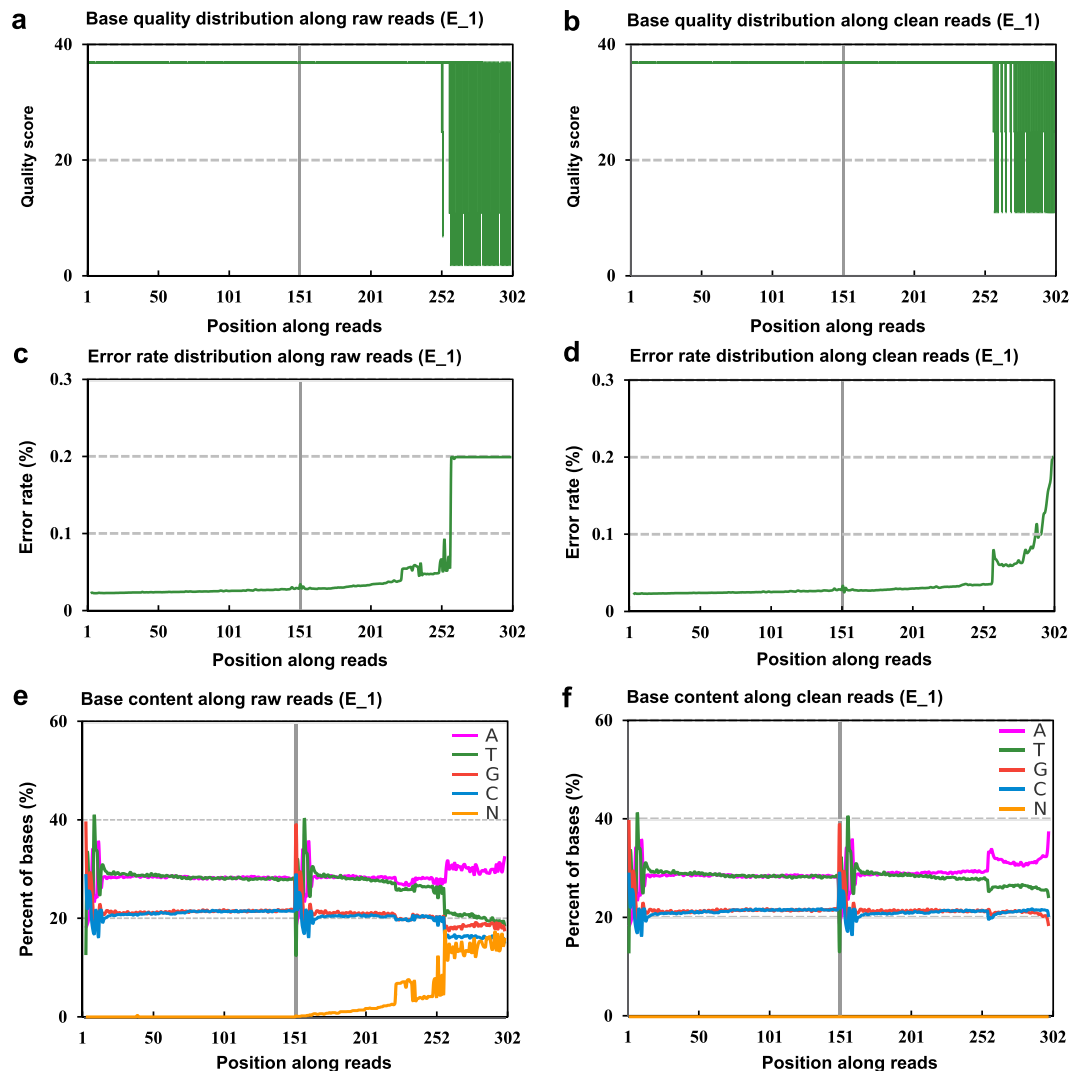 a
Base quality distribution along raw reads (E_1)
40
20
0
Quality score
1 50 101 151 201 252 302
Position along reads
b
Base quality distribution along clean reads (E_1)
40
20
0
Quality score
1 50 101 151 201 252 302
Position along reads
c
Error rate distribution along raw reads (E_1)
0.3
0.2
0.1
0
Error rate (%)
1 50 101 151 201 252 302
Position along reads
d
Error rate distribution along clean reads (E_1)
0.3
0.2
0.1
0
Error rate (%)
1 50 101 151 201 252 302
Position along reads
e
Base content along raw reads (E_1)
60
40
20
0
Percent of bases (%)
A
T
G
C
N
1 50 101 151 201 252 302
Position along reads
f
Base content along clean reads (E_1)
60
40
20
0
Percent of bases (%)
A
T
G
C
N
1 50 101 151 201 252 302
Position along reads